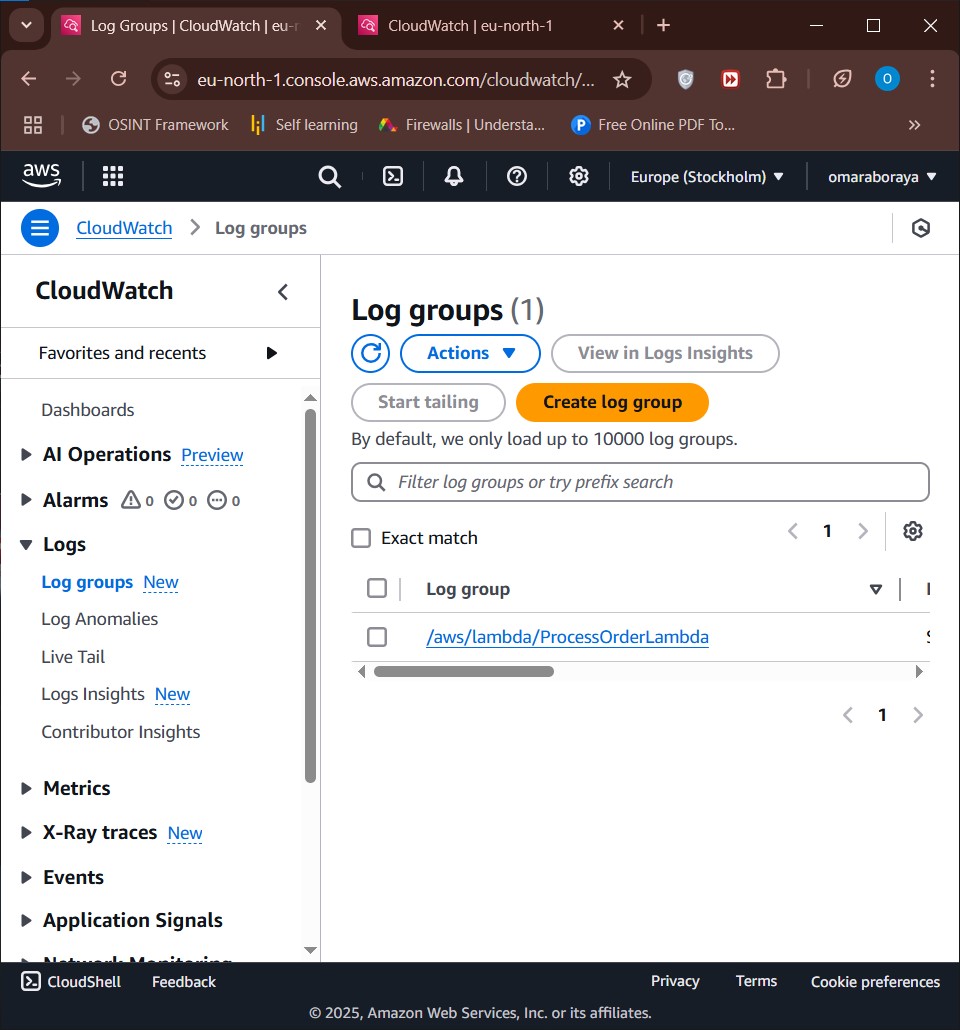 Log Groups | CloudWatch | eu-n
CloudWatch | eu-north-1
eu-north-1.console.aws.amazon.com/cloudwatch/...
O
OSINT Framework
Self learning
Firewalls | Understa...
Free Online PDF To...
aws
Europe (Stockholm)
omaraboraya
CloudWatch
Log groups
CloudWatch
Favorites and recents
Dashboards
AI Operations Preview
Alarms 0 0 0
Logs
Log groups New
Log Anomalies
Live Tail
Logs Insights New
Contributor Insights
Metrics
X-Ray traces New
Events
Application Signals
Network Monitoring
Log groups (1)
Actions
View in Logs Insights
Start tailing
Create log group
By default, we only load up to 10000 log groups.
Filter log groups or try prefix search
Exact match
1
Log group
/aws/lambda/ProcessOrderLambda
1
CloudShell
Feedback
Privacy
Terms
Cookie preferences
© 2025, Amazon Web Services, Inc. or its affiliates.